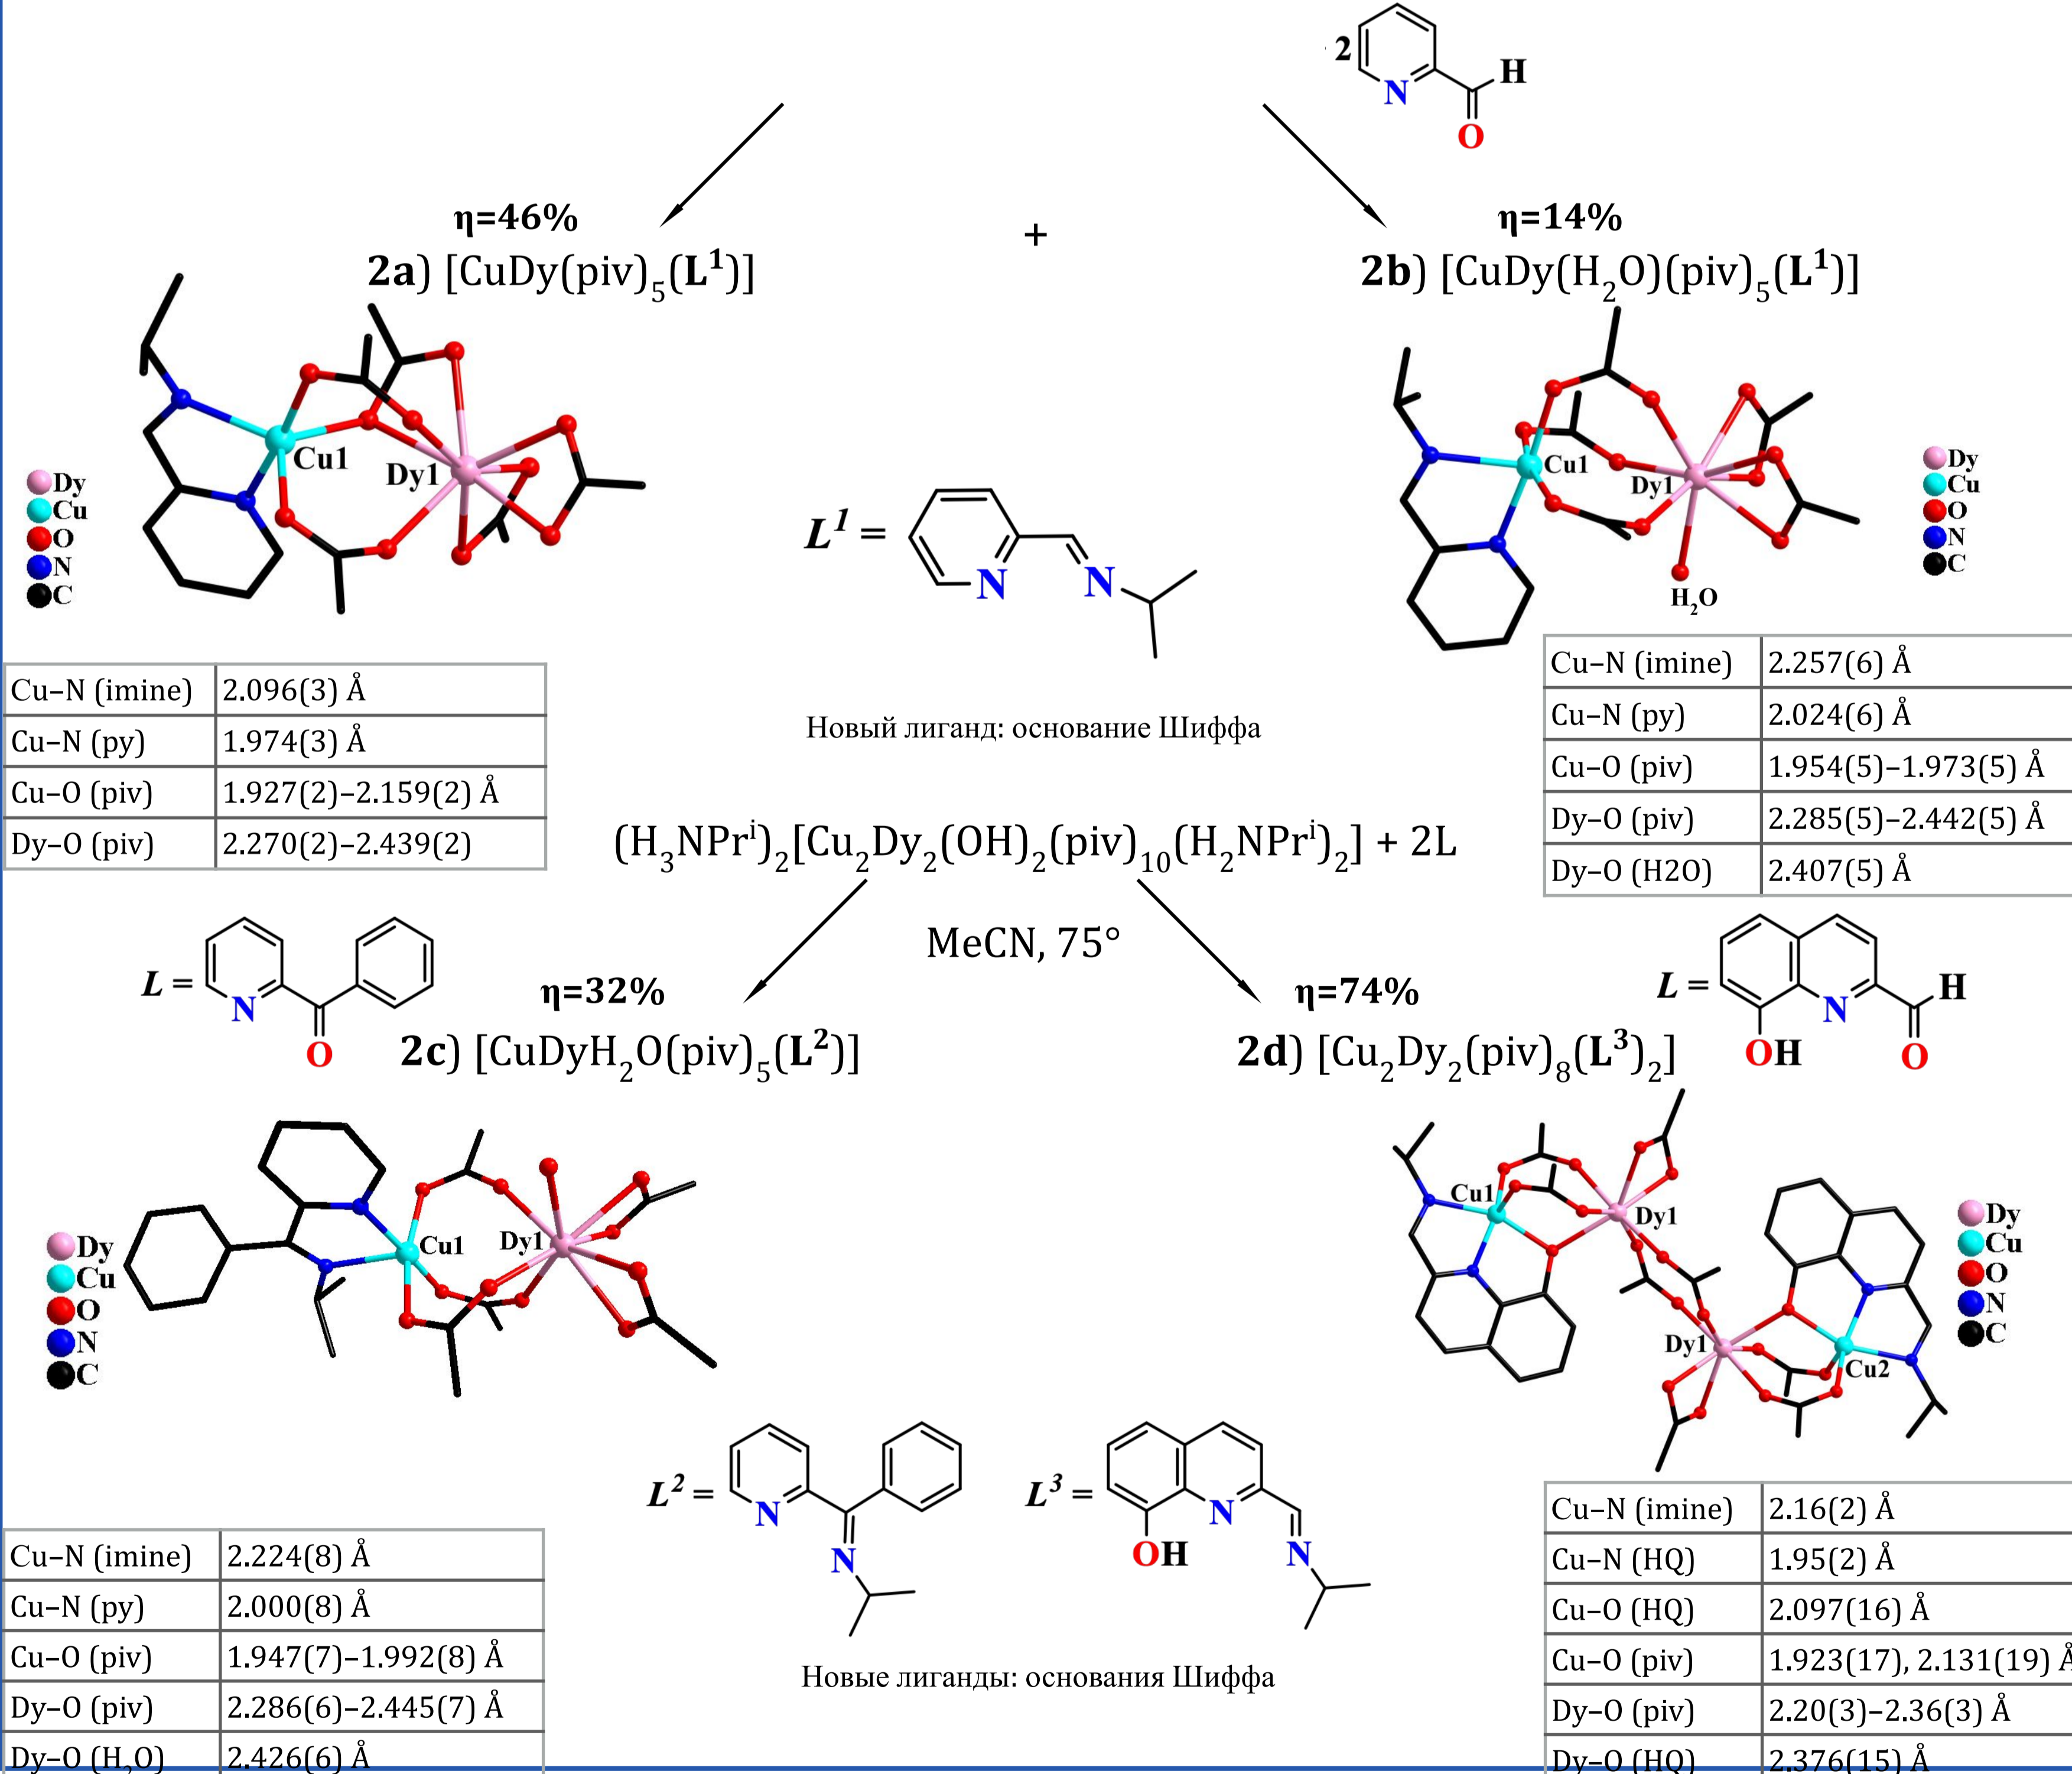 2
N
H
O
η=46%
+
η=14%
2a) [CuDy(piv)₅(L¹)]
2b) [CuDy(H₂O)(piv)₅(L¹)]
Cu1
Dy1
Dy
Cu
O
N
C
L¹ =
N
N
Cu1
Dy1
H₂O
Dy
Cu
O
N
C
Cu–N (imine) 2.096(3) Å
Cu–N (py) 1.974(3) Å
Cu–O (piv) 1.927(2)–2.159(2) Å
Dy–O (piv) 2.270(2)–2.439(2)
Новый лиганд: основание Шиффа
Cu–N (imine) 2.257(6) Å
Cu–N (py) 2.024(6) Å
Cu–O (piv) 1.954(5)–1.973(5) Å
Dy–O (piv) 2.285(5)–2.442(5) Å
Dy–O (H2O) 2.407(5) Å
(H₃NPrⁱ)₂[Cu₂Dy₂(OH)₂(piv)₁₀(H₂NPrⁱ)₂] + 2L
MeCN, 75°
L =
N
O
η=32%
η=74%
L =
N
H
OH
O
2c) [CuDyH₂O(piv)₅(L²)]
2d) [Cu₂Dy₂(piv)₈(L³)₂]
Dy
Cu
O
N
C
Cu1
Dy1
Cu1
Dy1
Dy1
Cu2
Dy
Cu
O
N
C
L² =
N
N
L³ =
N
OH
N
Новые лиганды: основания Шиффа
Cu–N (imine) 2.224(8) Å
Cu–N (py) 2.000(8) Å
Cu–O (piv) 1.947(7)–1.992(8) Å
Dy–O (piv) 2.286(6)–2.445(7) Å
Dy–O (H₂O) 2.426(6) Å
Cu–N (imine) 2.16(2) Å
Cu–N (HQ) 1.95(2) Å
Cu–O (HQ) 2.097(16) Å
Cu–O (piv) 1.923(17), 2.131(19) Å
Dy–O (piv) 2.20(3)–2.36(3) Å
Dy–O (HQ) 2.376(15) Å